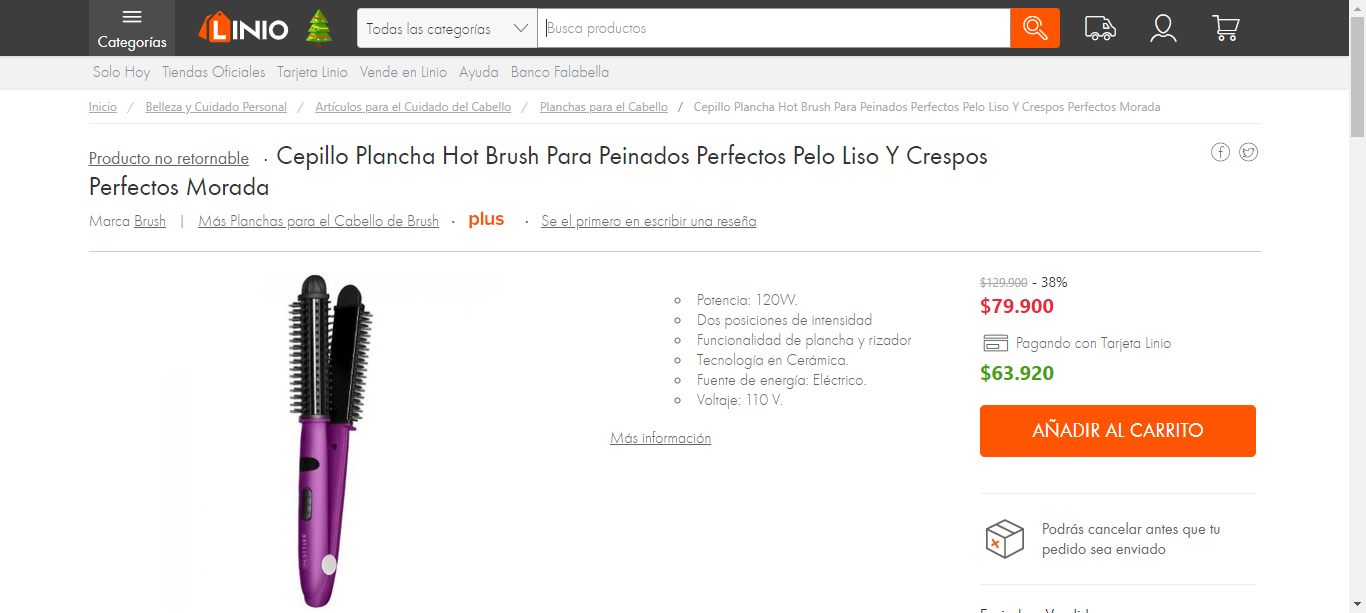 Categorías
LINIO
Todas las categorías
Busca productos
Solo Hoy Tiendas Oficiales Tarjeta Linio Vende en Linio Ayuda Banco Falabella
Inicio / Belleza y Cuidado Personal / Artículos para el Cuidado del Cabello / Planchas para el Cabello / Cepillo Plancha Hot Brush Para Peinados Perfectos Pelo Liso Y Crespos Perfectos Morada
Producto no retornable · Cepillo Plancha Hot Brush Para Peinados Perfectos Pelo Liso Y Crespos
Perfectos Morada
Marca Brush | Más Planchas para el Cabello de Brush · plus · Se el primero en escribir una reseña
Potencia: 120W.
Dos posiciones de intensidad
Funcionalidad de plancha y rizador
Tecnología en Cerámica.
Fuente de energía: Eléctrico.
Voltaje: 110 V.
Más información
$129.900 - 38%
$79.900
Pagando con Tarjeta Linio
$63.920
AÑADIR AL CARRITO
Podrás cancelar antes que tu
pedido sea enviado